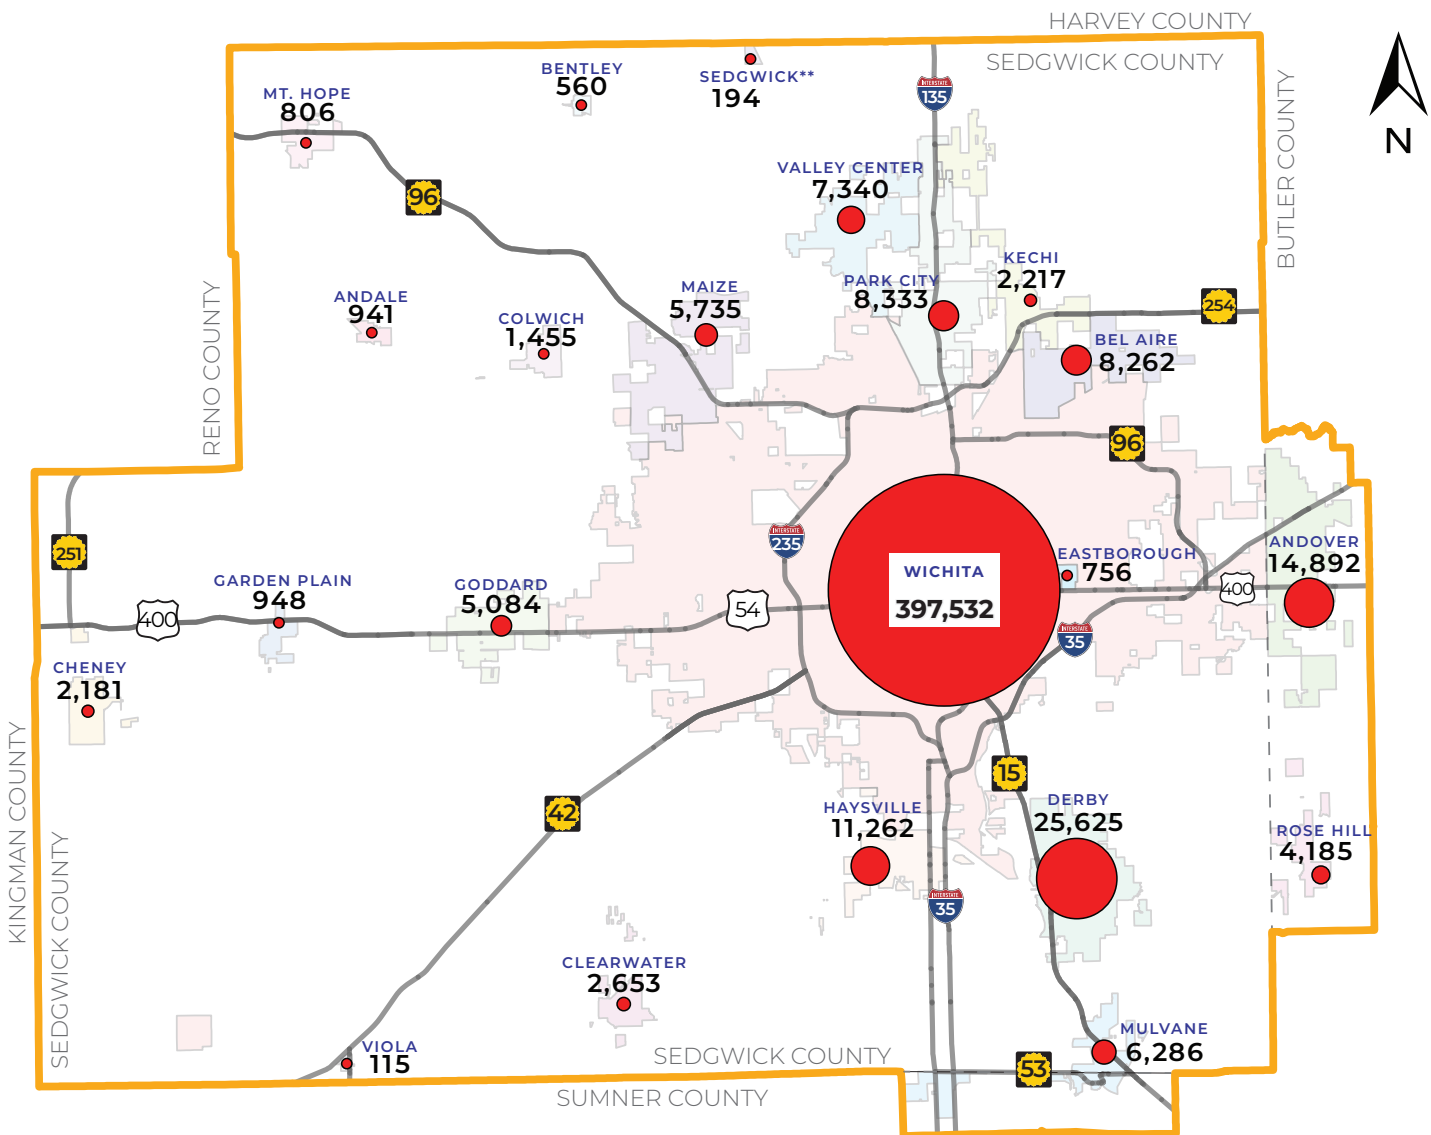 HARVEY COUNTY
SEDGWICK COUNTY
BUTLER COUNTY
N
MT. HOPE
806
BENTLEY
560
SEDGWICK**
194
INTERSTATE
135
96
VALLEY CENTER
7,340
KECHI
2,217
PARK CITY
8,333
254
RENO COUNTY
ANDALE
941
COLWICH
1,455
MAIZE
5,735
BEL AIRE
8,262
96
251
INTERSTATE
235
WICHITA
397,532
EASTBOROUGH
756
ANDOVER
14,892
400
GARDEN PLAIN
948
400
GODDARD
5,084
54
INTERSTATE
35
CHENEY
2,181
KINGMAN COUNTY
SEDGWICK COUNTY
42
15
HAYSVILLE
11,262
DERBY
25,625
ROSE HILL
4,185
INTERSTATE
35
CLEARWATER
2,653
VIOLA
115
SEDGWICK COUNTY
SUMNER COUNTY
53
MULVANE
6,286